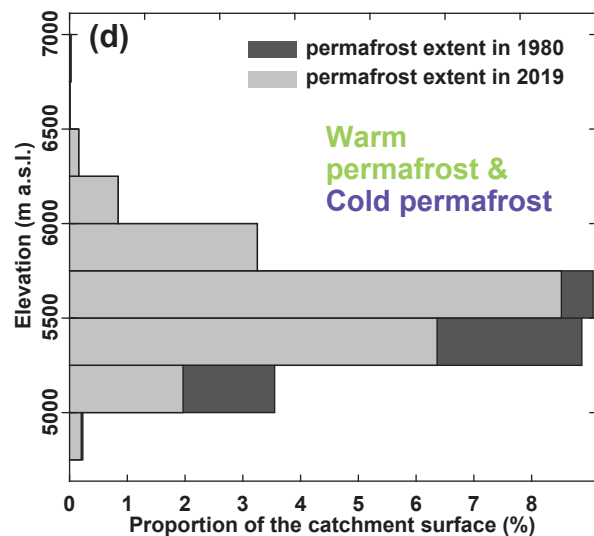 (d)
permafrost extent in 1980
permafrost extent in 2019
Warm
permafrost &
Cold permafrost
Elevation (m a.s.l.)
7000
6500
6000
5500
5000
0 1 2 3 4 5 6 7 8
Proportion of the catchment surface (%)